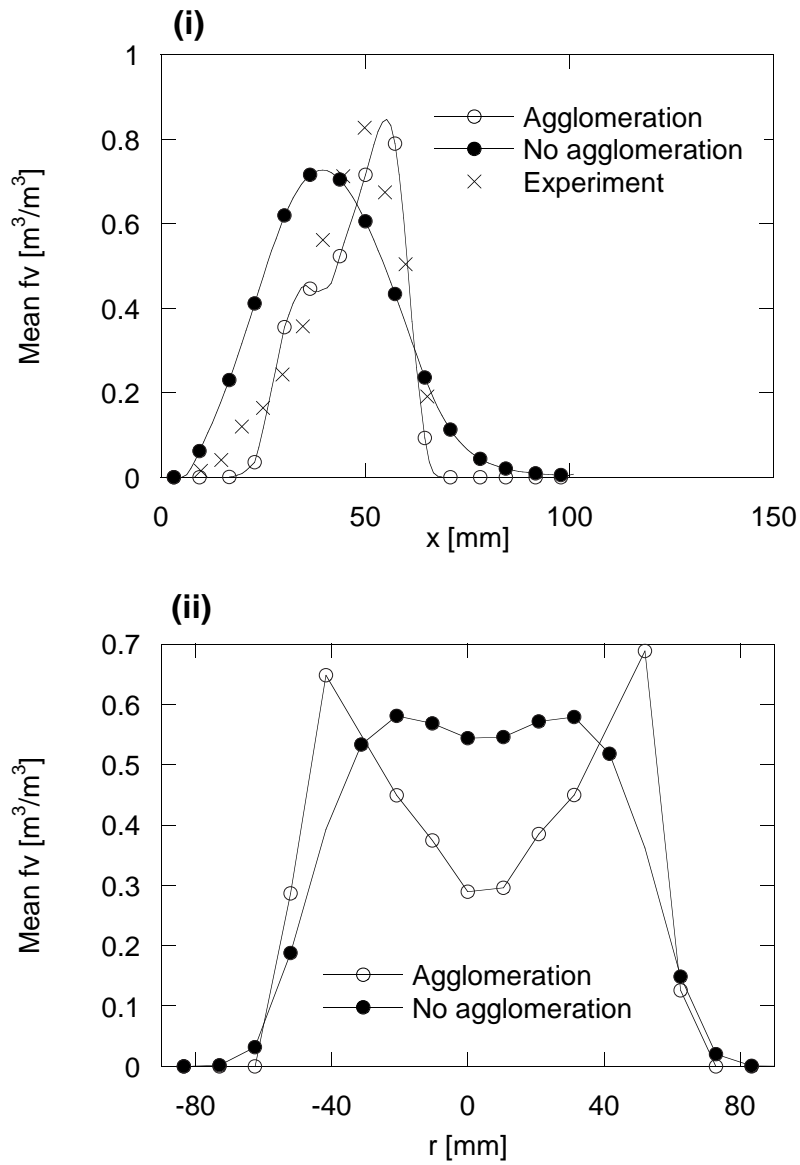 (i)
1
0.8
0.6
0.4
0.2
0
Mean fv [m³/m³]
Agglomeration
No agglomeration
Experiment
0 50 100 150
x [mm]
(ii)
0.7
0.6
0.5
0.4
0.3
0.2
0.1
0
Mean fv [m³/m³]
Agglomeration
No agglomeration
-80 -40 0 40 80
r [mm]